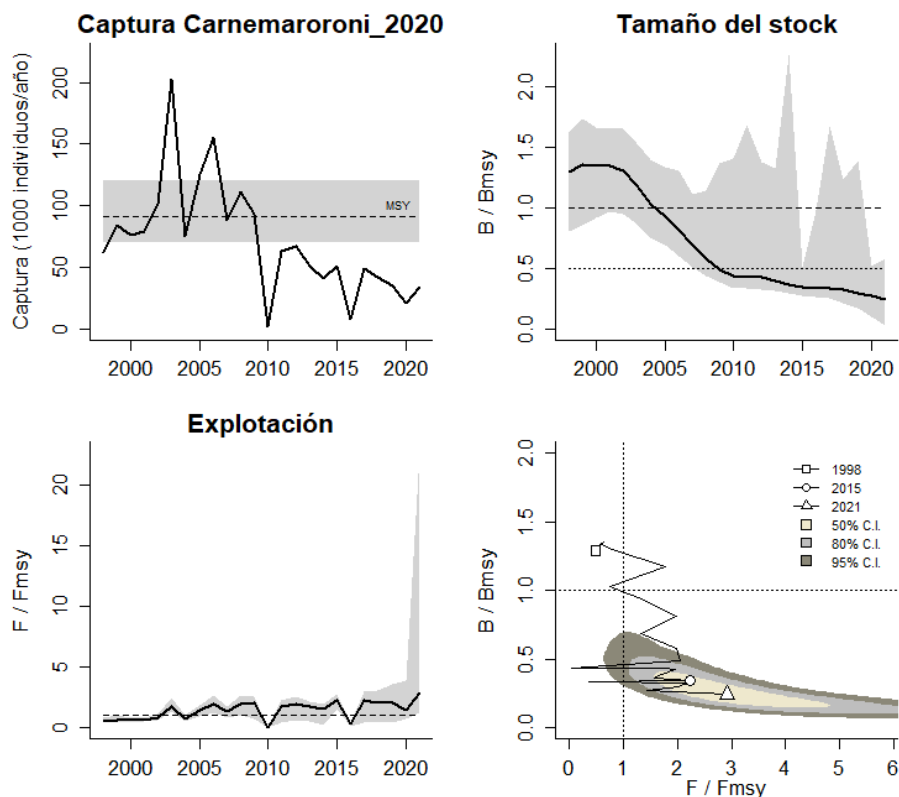 Captura Carnemaroroni_2020
Captura (1000 individuos/año)
200
150
100
50
0
MSY
2000 2005 2010 2015 2020
Tamaño del stock
B / Bmsy
2.0
1.5
1.0
0.5
0.0
2000 2005 2010 2015 2020
Explotación
F / Fmsy
20
15
10
5
0
2000 2005 2010 2015 2020
B / Bmsy
2.0
1.5
1.0
0.5
0.0
1998
2015
2021
50% C.I.
80% C.I.
95% C.I.
0 1 2 3 4 5 6
F / Fmsy